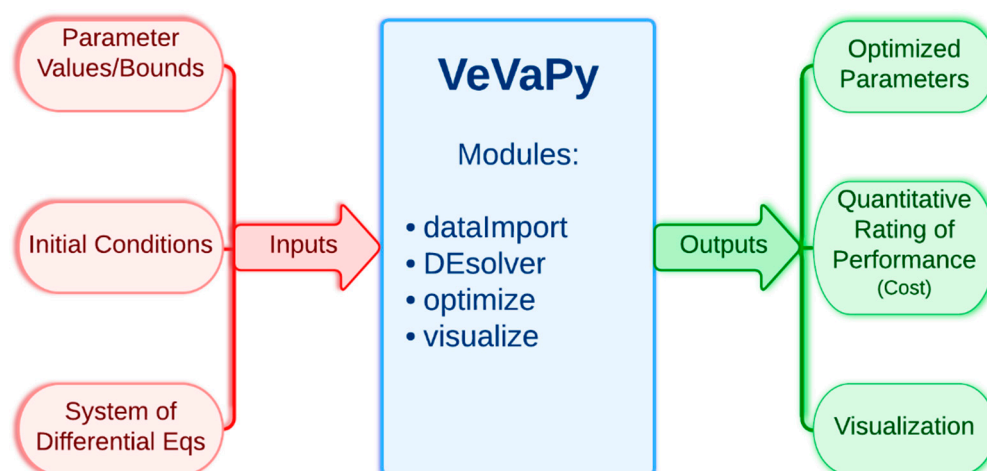 Parameter
Values/Bounds
Initial Conditions
System of
Differential Eqs
Inputs
VeVaPy
Modules:
• dataImport
• DEsolver
• optimize
• visualize
Outputs
Optimized
Parameters
Quantitative
Rating of
Performance
(Cost)
Visualization